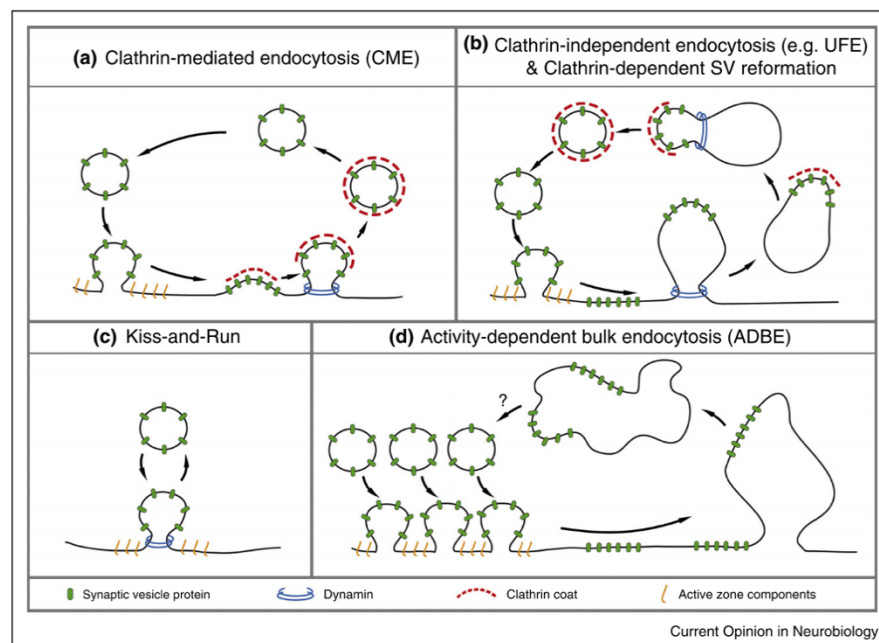 (a) Clathrin-mediated endocytosis (CME)
(b) Clathrin-independent endocytosis (e.g. UFE)
& Clathrin-dependent SV reformation
(c) Kiss-and-Run
(d) Activity-dependent bulk endocytosis (ADBE)
?
Synaptic vesicle protein
Dynamin
Clathrin coat
Active zone components
Current Opinion in Neurobiology